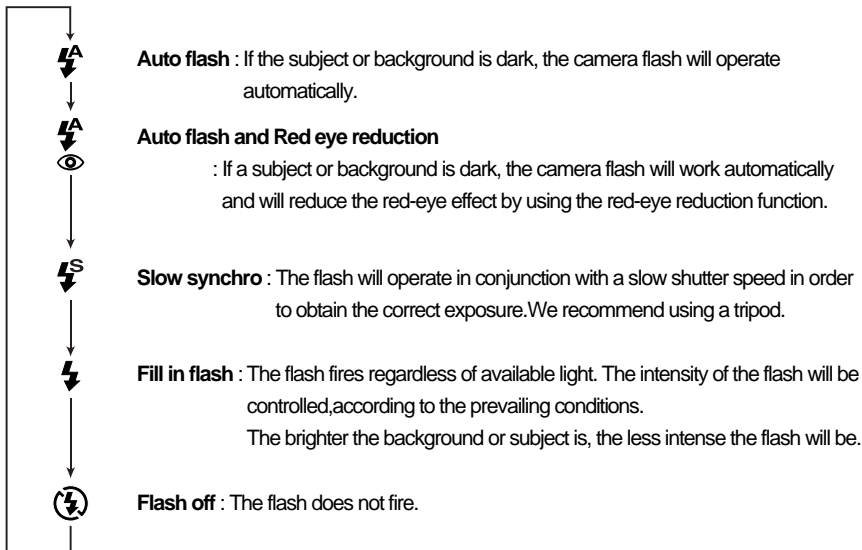 A
Auto flash : If the subject or background is dark, the camera flash will operate
automatically.
A
Auto flash and Red eye reduction
: If a subject or background is dark, the camera flash will work automatically
and will reduce the red-eye effect by using the red-eye reduction function.
S
Slow synchro : The flash will operate in conjunction with a slow shutter speed in order
to obtain the correct exposure.We recommend using a tripod.
Fill in flash : The flash fires regardless of available light. The intensity of the flash will be
controlled,according to the prevailing conditions.
The brighter the background or subject is, the less intense the flash will be.
Flash off : The flash does not fire.